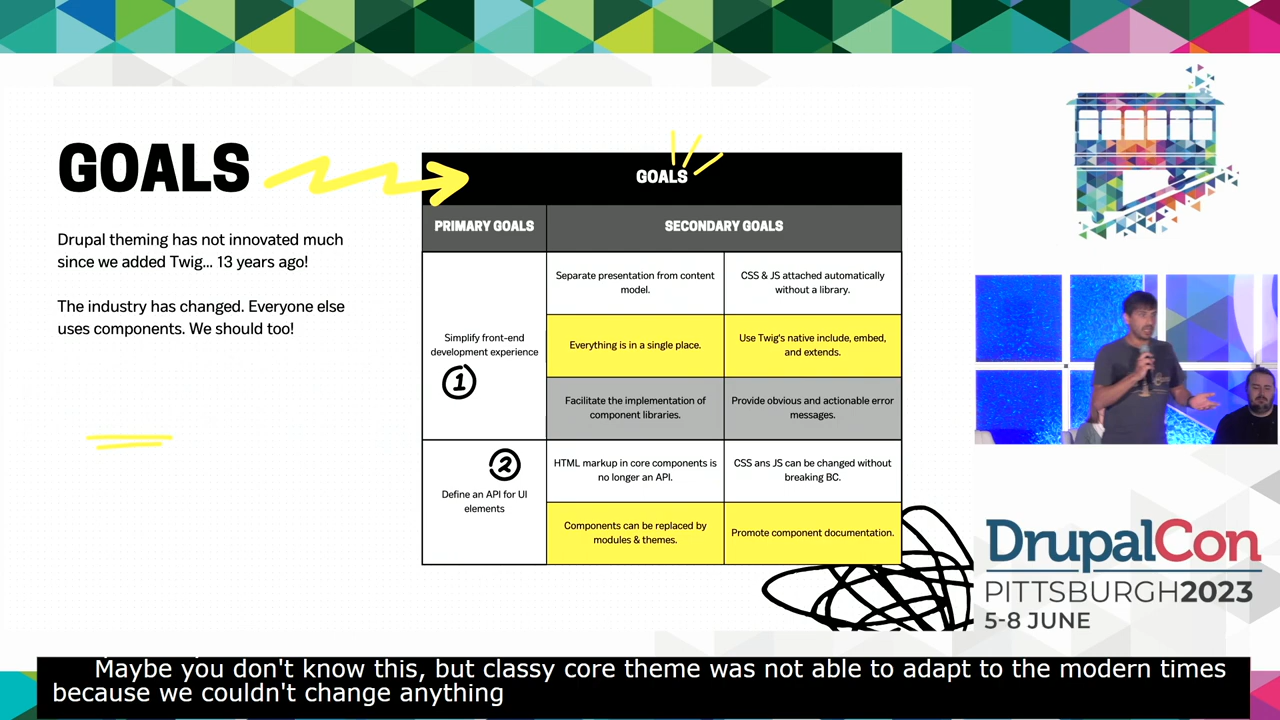 GOALS
Drupal theming has not innovated much
since we added Twig... 13 years ago!
The industry has changed. Everyone else
uses components. We should too!
GOALS
PRIMARY GOALS
SECONDARY GOALS
Simplify front-end
development experience
1
Separate presentation from content
model.
CSS & JS attached automatically
without a library.
Everything is in a single place.
Use Twig's native include, embed,
and extends.
Facilitate the implementation of
component libraries.
Provide obvious and actionable error
messages.
2
Define an API for UI
elements
HTML markup in core components is
no longer an API.
CSS ans JS can be changed without
breaking BC.
Components can be replaced by
modules & themes.
Promote component documentation.
DrupalCon
PITTSBURGH2023
5-8 JUNE
Maybe you don't know this, but classy core theme was not able to adapt to the modern times
because we couldn't change anything